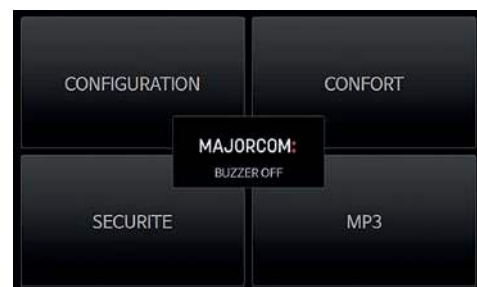 CONFIGURATION
CONFORT
MAJORCOM:
BUZZER OFF
SECURITE
MP3